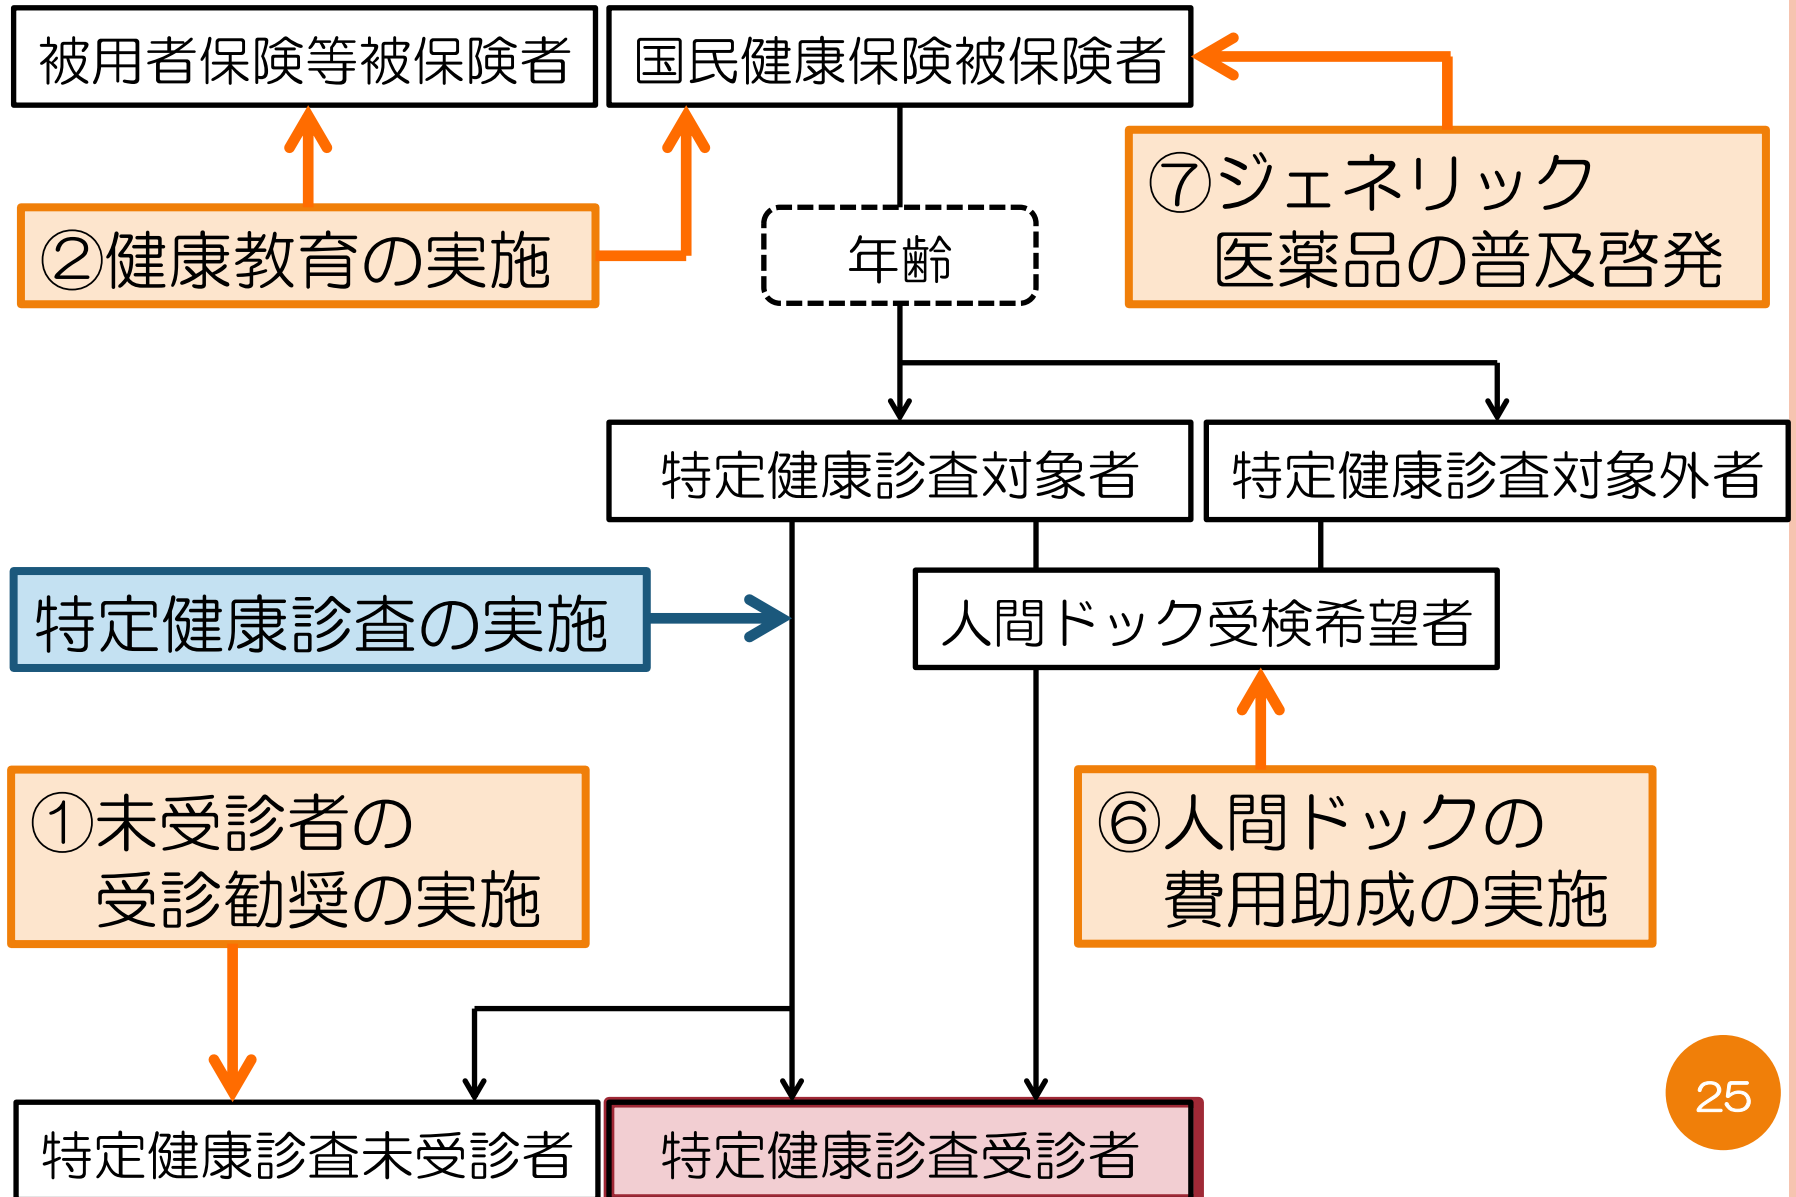 被用者保険等被保険者
国民健康保険被保険者
②健康教育の実施
年齢
⑦ジェネリック
医薬品の普及啓発
特定健康診査対象者
特定健康診査対象外者
特定健康診査の実施
人間ドック受検希望者
①未受診者の
受診勧奨の実施
⑥人間ドックの
費用助成の実施
25
特定健康診査未受診者
特定健康診査受診者